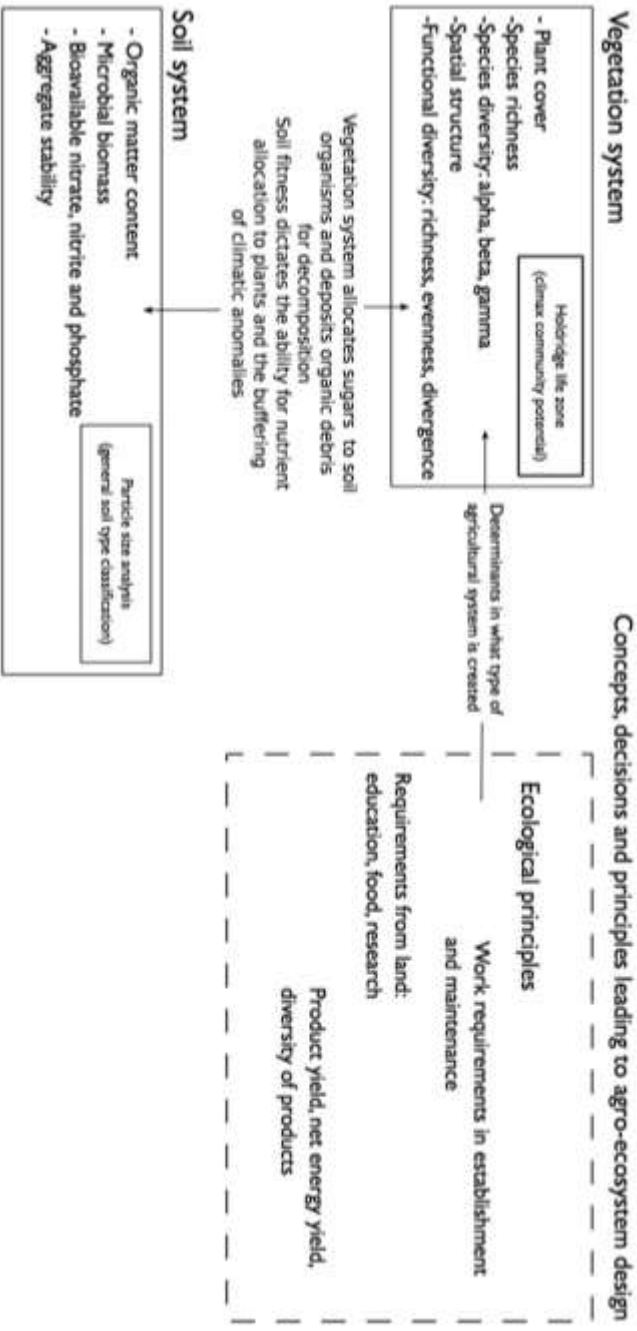 Vegetation system
- Plant cover
-Species richness
-Species diversity: alpha, beta, gamma
-Spatial structure
-Functional diversity: richness, evenness, divergence
Holdridge life zone
(climax community potential)
Vegetation system allocates sugars to soil
organisms and deposits organic debris
for decomposition
Soil fitness dictates the ability for nutrient
allocation to plants and the buffering
of climatic anomalies
Soil system
- Organic matter content
- Microbial biomass
- Bioavailable nitrate, nitrite and phosphate
- Aggregate stability
Particle size analysis
(general soil type classification)
Determinants in what type of
agricultural system is created
Concepts, decisions and principles leading to agro-ecosystem design
Ecological principles
Work requirements in establishment
and maintenance
Requirements from land:
education, food, research
Product yield, net energy yield,
diversity of products